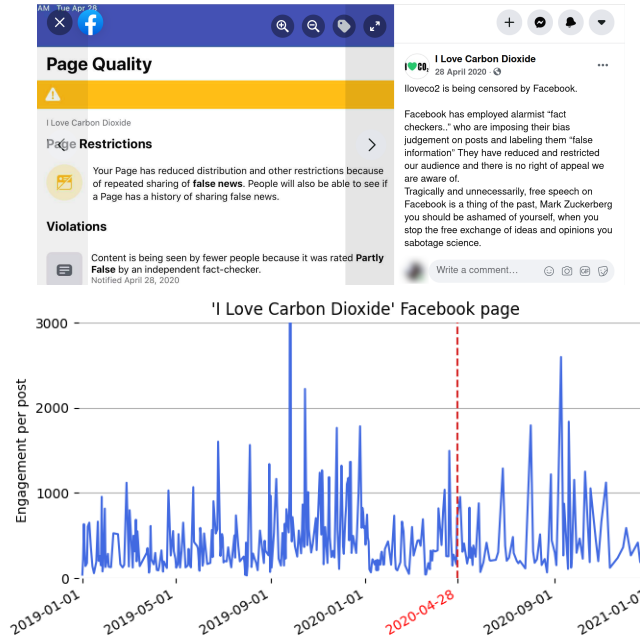 AM Tue Apr 28
Page Quality
I Love Carbon Dioxide
Page Restrictions
Your Page has reduced distribution and other restrictions because
of repeated sharing of false news. People will also be able to see if
a Page has a history of sharing false news.
Violations
Content is being seen by fewer people because it was rated Partly
False by an independent fact-checker.
Notified April 28, 2020
I♥CO₂
I Love Carbon Dioxide
28 April 2020 ·
Iloveco2 is being censored by Facebook.
Facebook has employed alarmist “fact
checkers..” who are imposing their bias
judgement on posts and labeling them “false
information” They have reduced and restricted
our audience and there is no right of appeal we
are aware of.
Tragically and unnecessarily, free speech on
Facebook is a thing of the past, Mark Zuckerberg
you should be ashamed of yourself, when you
stop the free exchange of ideas and opinions you
sabotage science.
Write a comment…
GIF
'I Love Carbon Dioxide' Facebook page
Engagement per post
3000
2000
1000
0
2019-01-01
2019-05-01
2019-09-01
2020-01-01
2020-04-28
2020-09-01
2021-01-